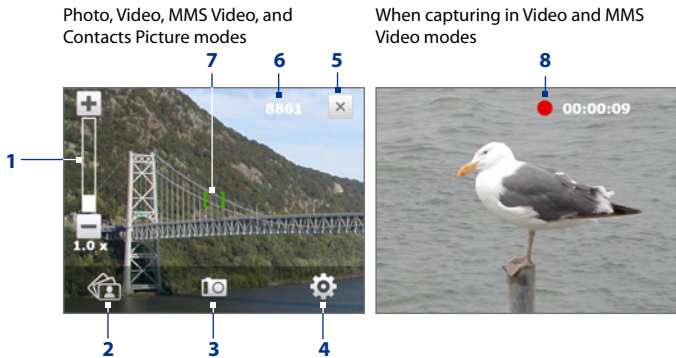 Photo, Video, MMS Video, and
Contacts Picture modes
When capturing in Video and MMS
Video modes
7
6
5
8
8861
00:00:09
1
1.0 x
2
3
4